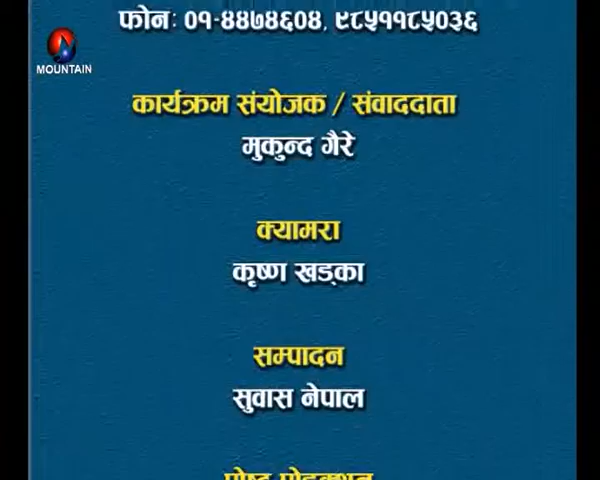 फोन: ०१-४४७४६०४, ९८५११८५०३६
MOUNTAIN
कार्यक्रम संयोजक / संवाददाता
मुकुन्द गैरे
क्यामरा
कृष्ण खड्का
सम्पादन
सुवास नेपाल